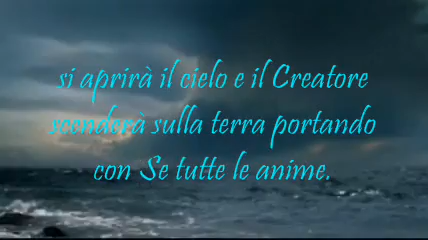 si aprirà il cielo e il Creatore
scenderà sulla terra portando
con Se tutte le anime.